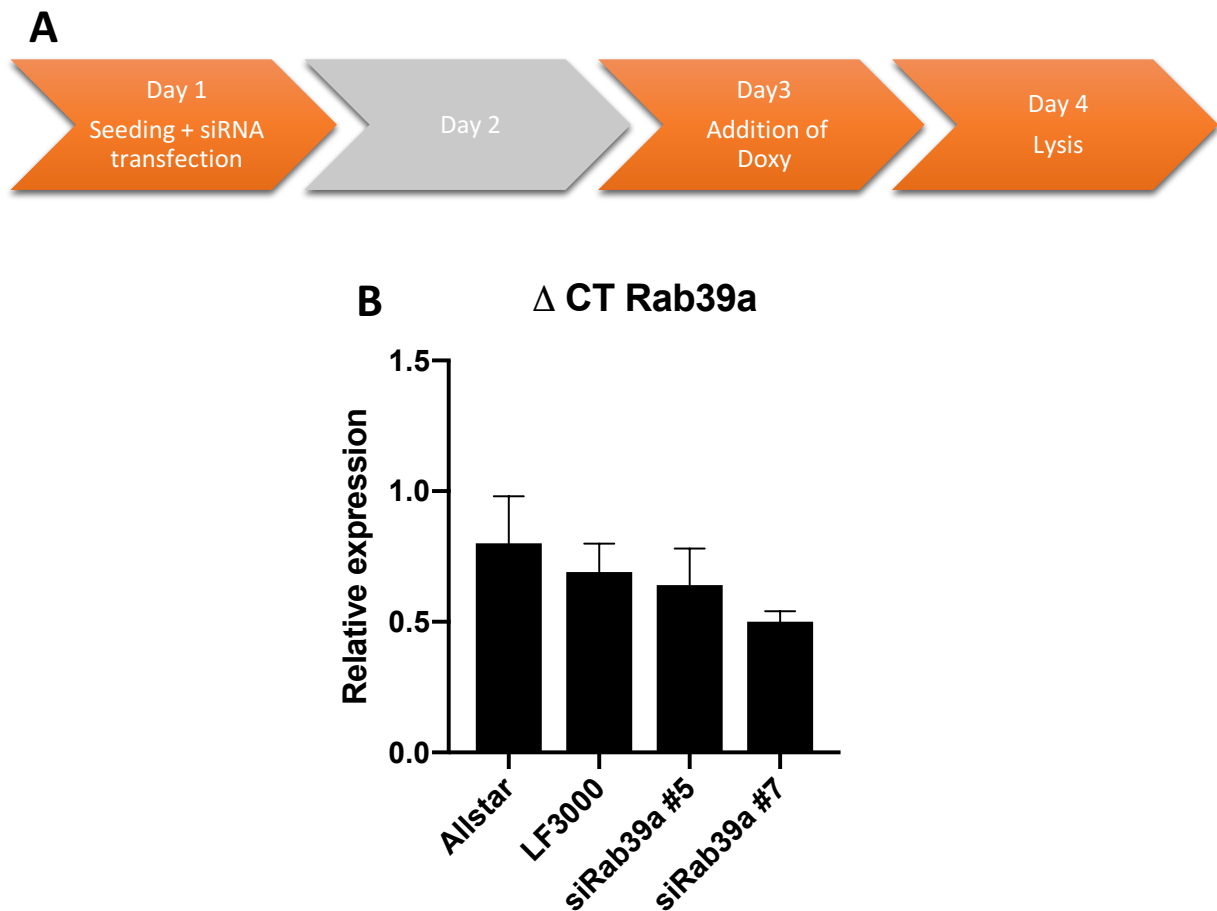 A
Day 1
Seeding + siRNA
transfection
Day 2
Day3
Addition of
Doxy
Day 4
Lysis
B
Δ CT Rab39a
Relative expression
1.5
1.0
0.5
0.0
Allstar
LF3000
siRab39a #5
siRab39a #7